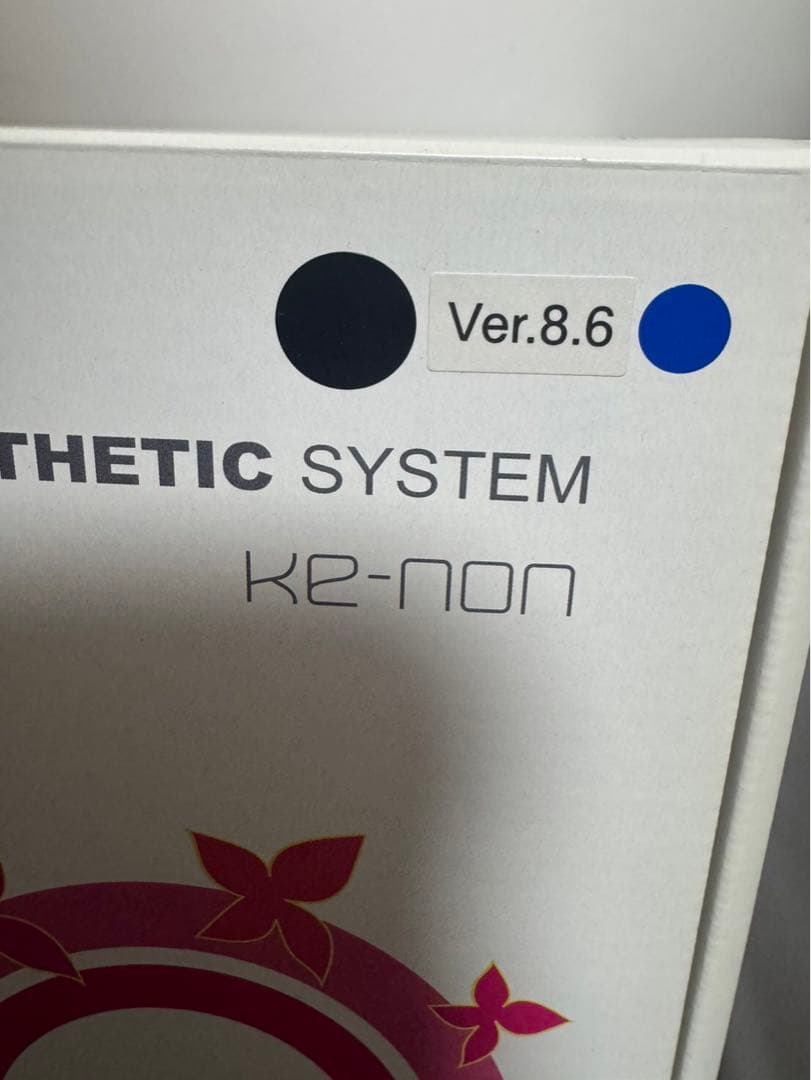 Ver.8.6
THETIC SYSTEM
ke-non